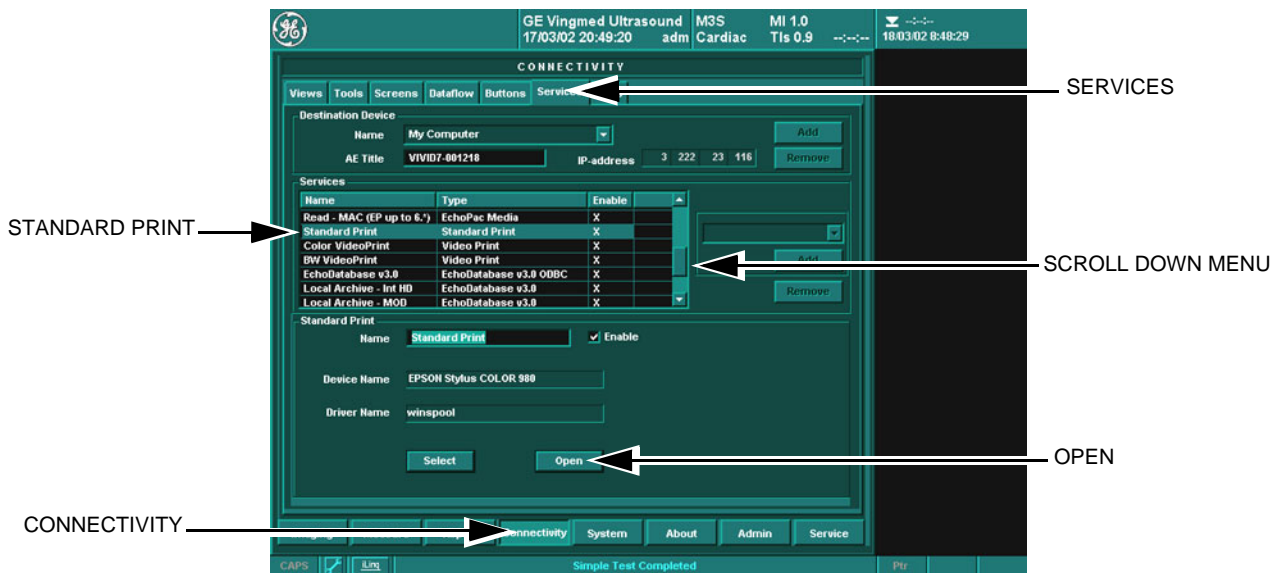 GE Vingmed Ultrasound M3S MI 1.0 --:--:--
17/03/02 20:49:20 adm Cardiac TIs 0.9 --:--:-- 18/03/02 8:48:29
CONNECTIVITY
Views Tools Screens Dataflow Buttons
SERVICES
Destination Device
Name My Computer Add
AE Title VIVID7-001218 IP-address 3 222 23 116 Remove
Services
Name Type Enable
Read - MAC (EP up to 6.*) EchoPac Media X
STANDARD PRINT
Standard Print Standard Print X
Color VideoPrint Video Print X
BW VideoPrint Video Print X
EchoDatabase v3.0 EchoDatabase v3.0 ODBC X
SCROLL DOWN MENU
Local Archive - Int HD EchoDatabase v3.0 X
Remove
Local Archive - MOD EchoDatabase v3.0 X
Standard Print
Name Standard Print Enable
Device Name EPSON Stylus COLOR 980
Driver Name winspool
Select Open
OPEN
CONNECTIVITY
System About Admin Service
CAPS iLinq Simple Test Completed Ptr